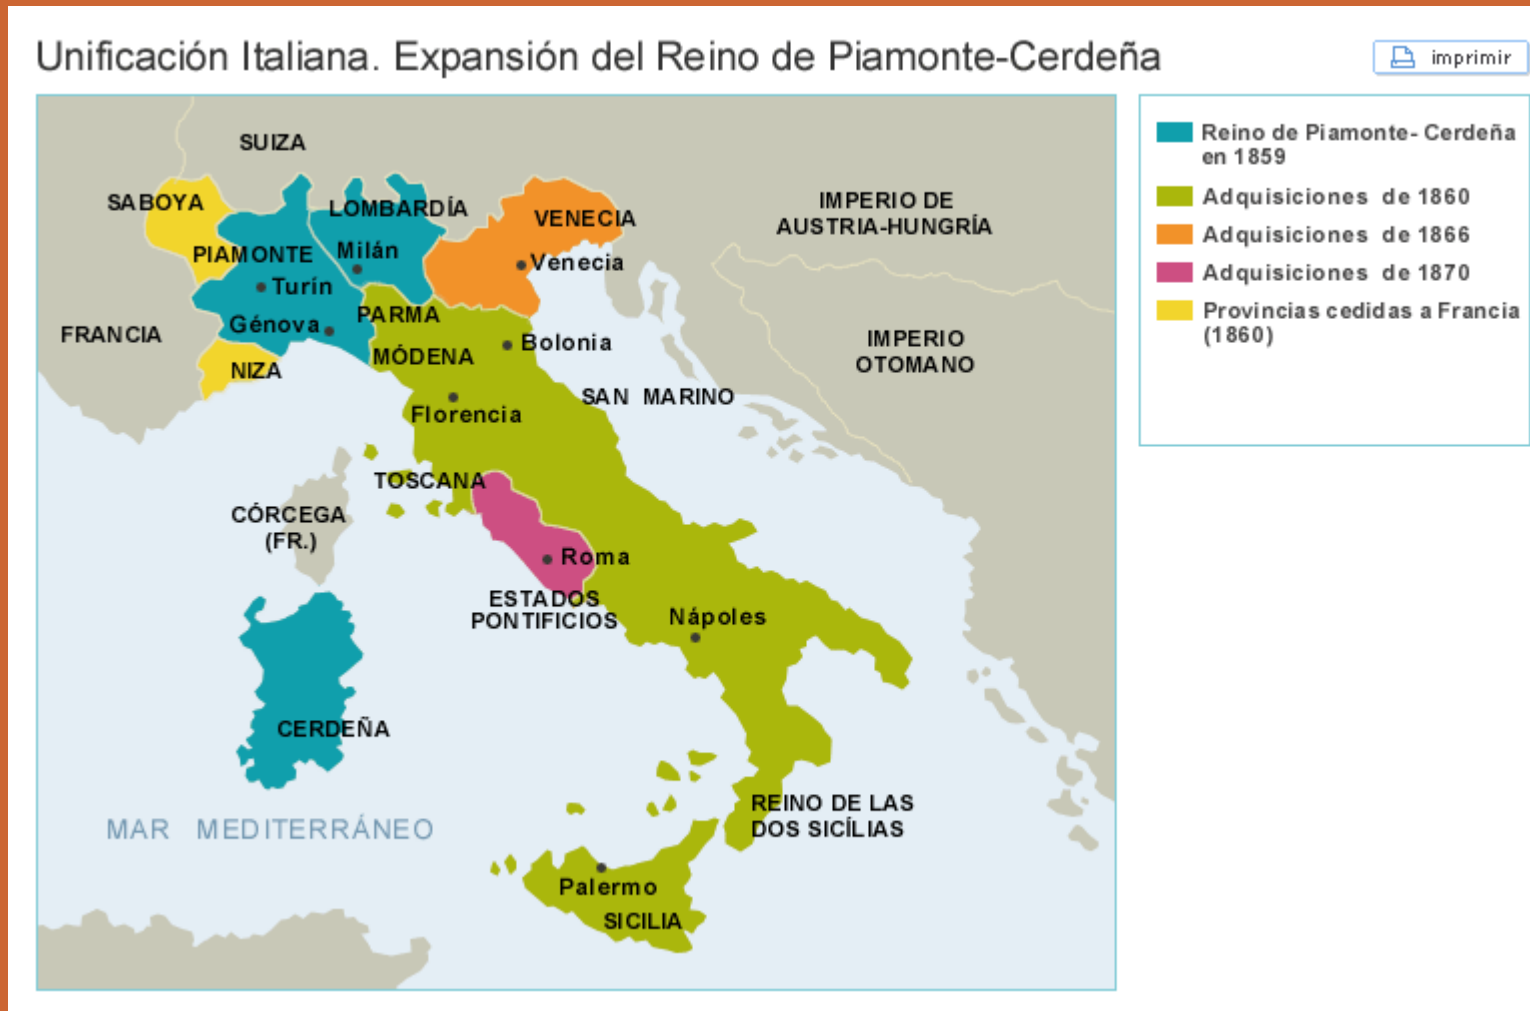 Unificación Italiana. Expansión del Reino de Piamonte-Cerdeña
imprimir
Reino de Piamonte- Cerdeña
en 1859
Adquisiciones de 1860
Adquisiciones de 1866
Adquisiciones de 1870
Provincias cedidas a Francia
(1860)
SUIZA
SABOYA
LOMBARDÍA
VENECIA
IMPERIO DE
AUSTRIA-HUNGRÍA
PIAMONTE
Milán
Venecia
Turín
PARMA
Génova
FRANCIA
Bolonia
IMPERIO
OTOMANO
MÓDENA
NIZA
SAN MARINO
Florencia
TOSCANA
CÓRCEGA
(FR.)
Roma
ESTADOS
PONTIFICIOS
Nápoles
CERDEÑA
REINO DE LAS
DOS SICÍLIAS
MAR MEDITERRÁNEO
Palermo
SICILIA